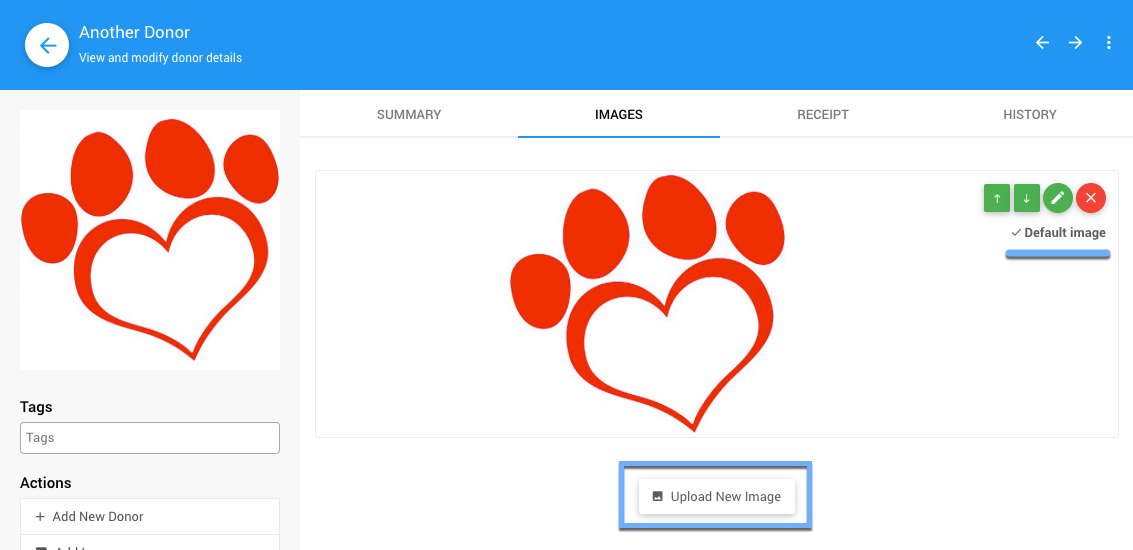 Another Donor
View and modify donor details
SUMMARY
IMAGES
RECEIPT
HISTORY
Default image
Tags
Tags
Actions
Add New Donor
Upload New Image